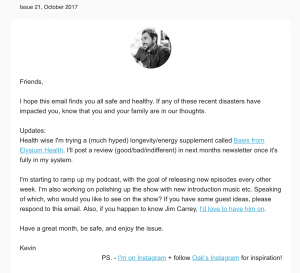 Issue 21, October 2017
Friends,
I hope this email finds you all safe and healthy. If any of these recent disasters have
impacted you, know that you and your family are in our thoughts.
Updates:
Health wise I'm trying a (much hyped) longevity/energy supplement called Basis from
Elysium Health. I'll post a review (good/bad/indifferent) in next months newsletter once it's
fully in my system.
I'm starting to ramp up my podcast, with the goal of releasing new episodes every other
week. I'm also working on polishing up the show with new introduction music etc. Speaking
of which, who would you like to see on the show? If you have some guest ideas, please
respond to this email. Also, if you happen to know Jim Carrey, I'd love to have him on.
Have a great month, be safe, and enjoy the issue.
Kevin
PS. - I'm on Instagram + follow Oak's Instagram for inspiration!